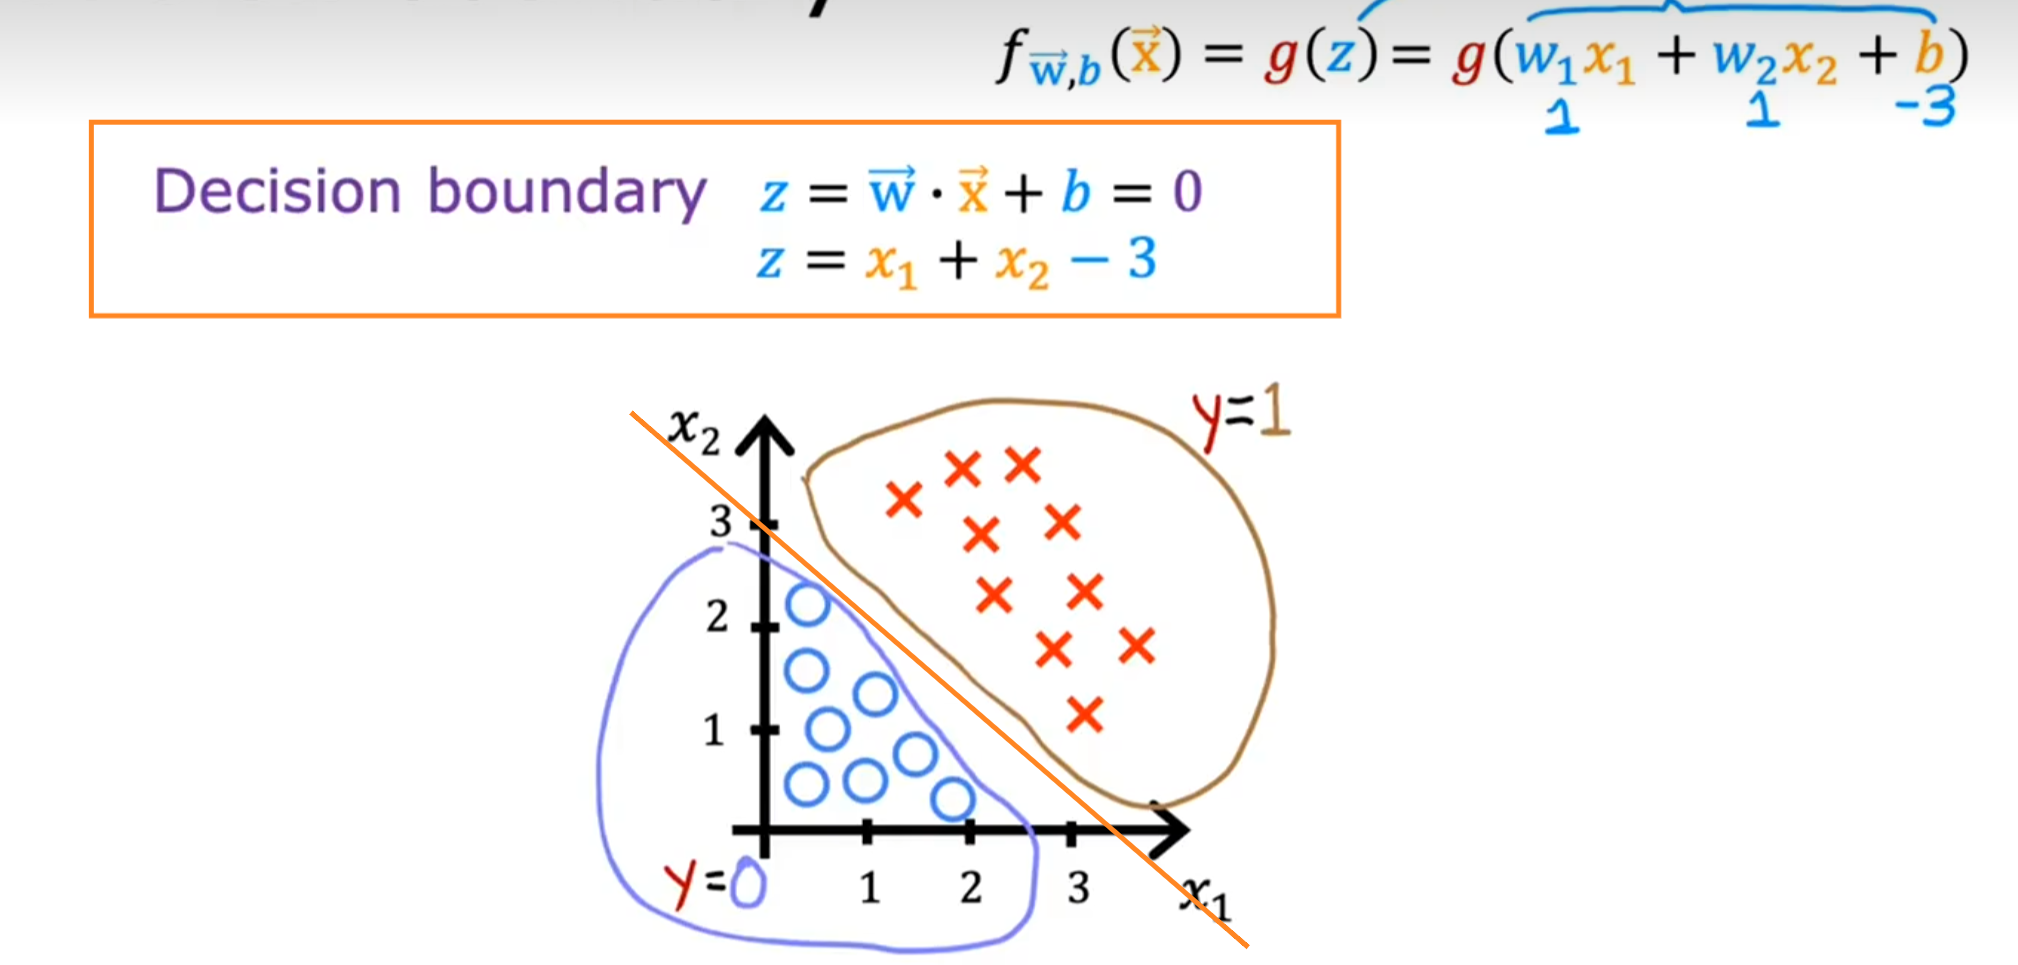 f w⃗,b (x⃗) = g(z) = g(w₁x₁ + w₂x₂ + b)
1 1 -3
Decision boundary z = w⃗ · x⃗ + b = 0
z = x₁ + x₂ − 3
y=1
x₂
3
2
1
y=0
1 2 3
x₁